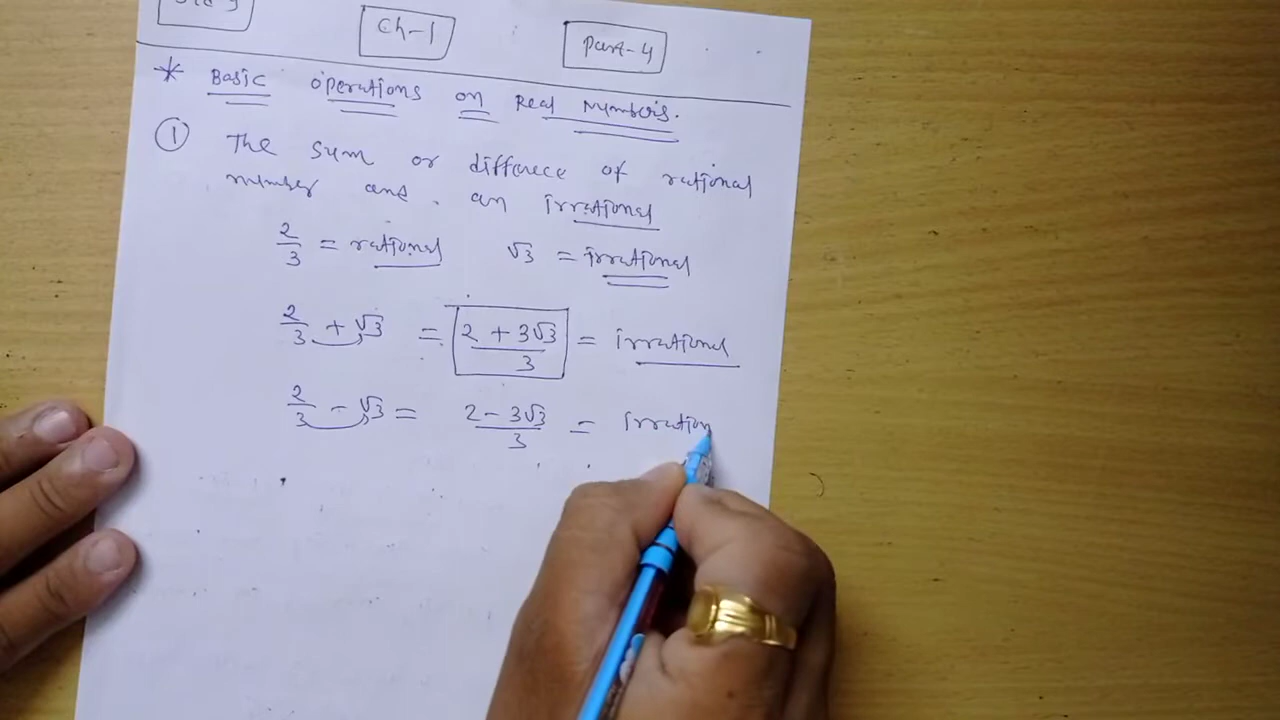 Ch-1
Part-4
* Basic operations on Real Numbers.
① The sum or differece of rational
number and . an irrational
2/3 = rational √3 = irrational
2/3 + √3 = (2 + 3√3)/3 = irrational
2/3 - √3 = (2 - 3√3)/3 = irration